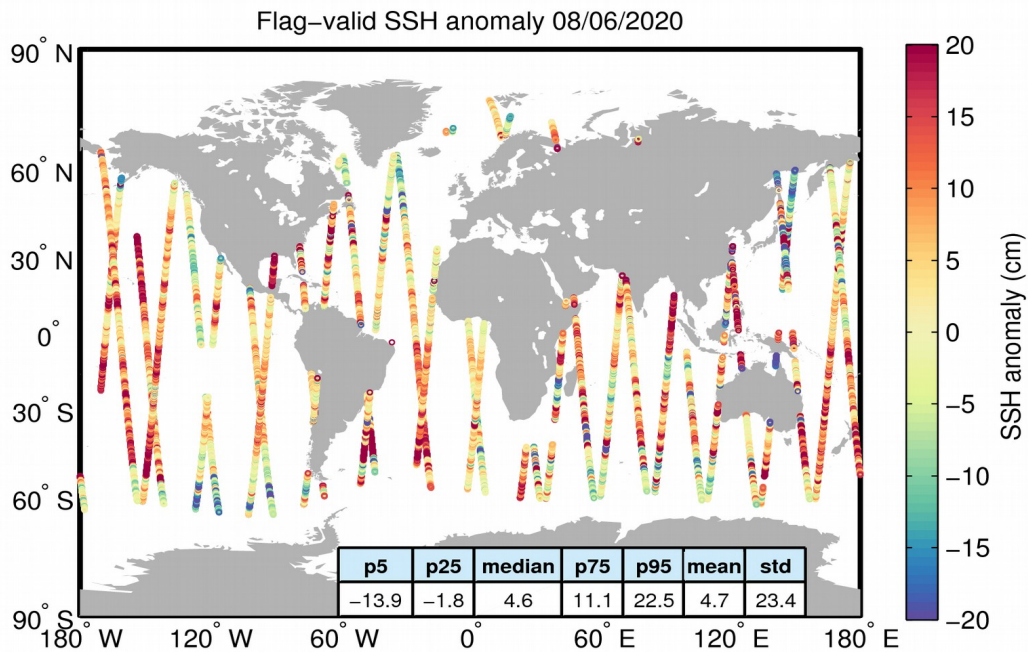 Flag−valid SSH anomaly 08/06/2020
90° N
60° N
30° N
0°
30° S
60° S
90° S
180° W
120° W
60° W
0°
60° E
120° E
180° E
p5 p25 median p75 p95 mean std
−13.9 −1.8 4.6 11.1 22.5 4.7 23.4
20
15
10
5
0
−5
−10
−15
−20
SSH anomaly (cm)